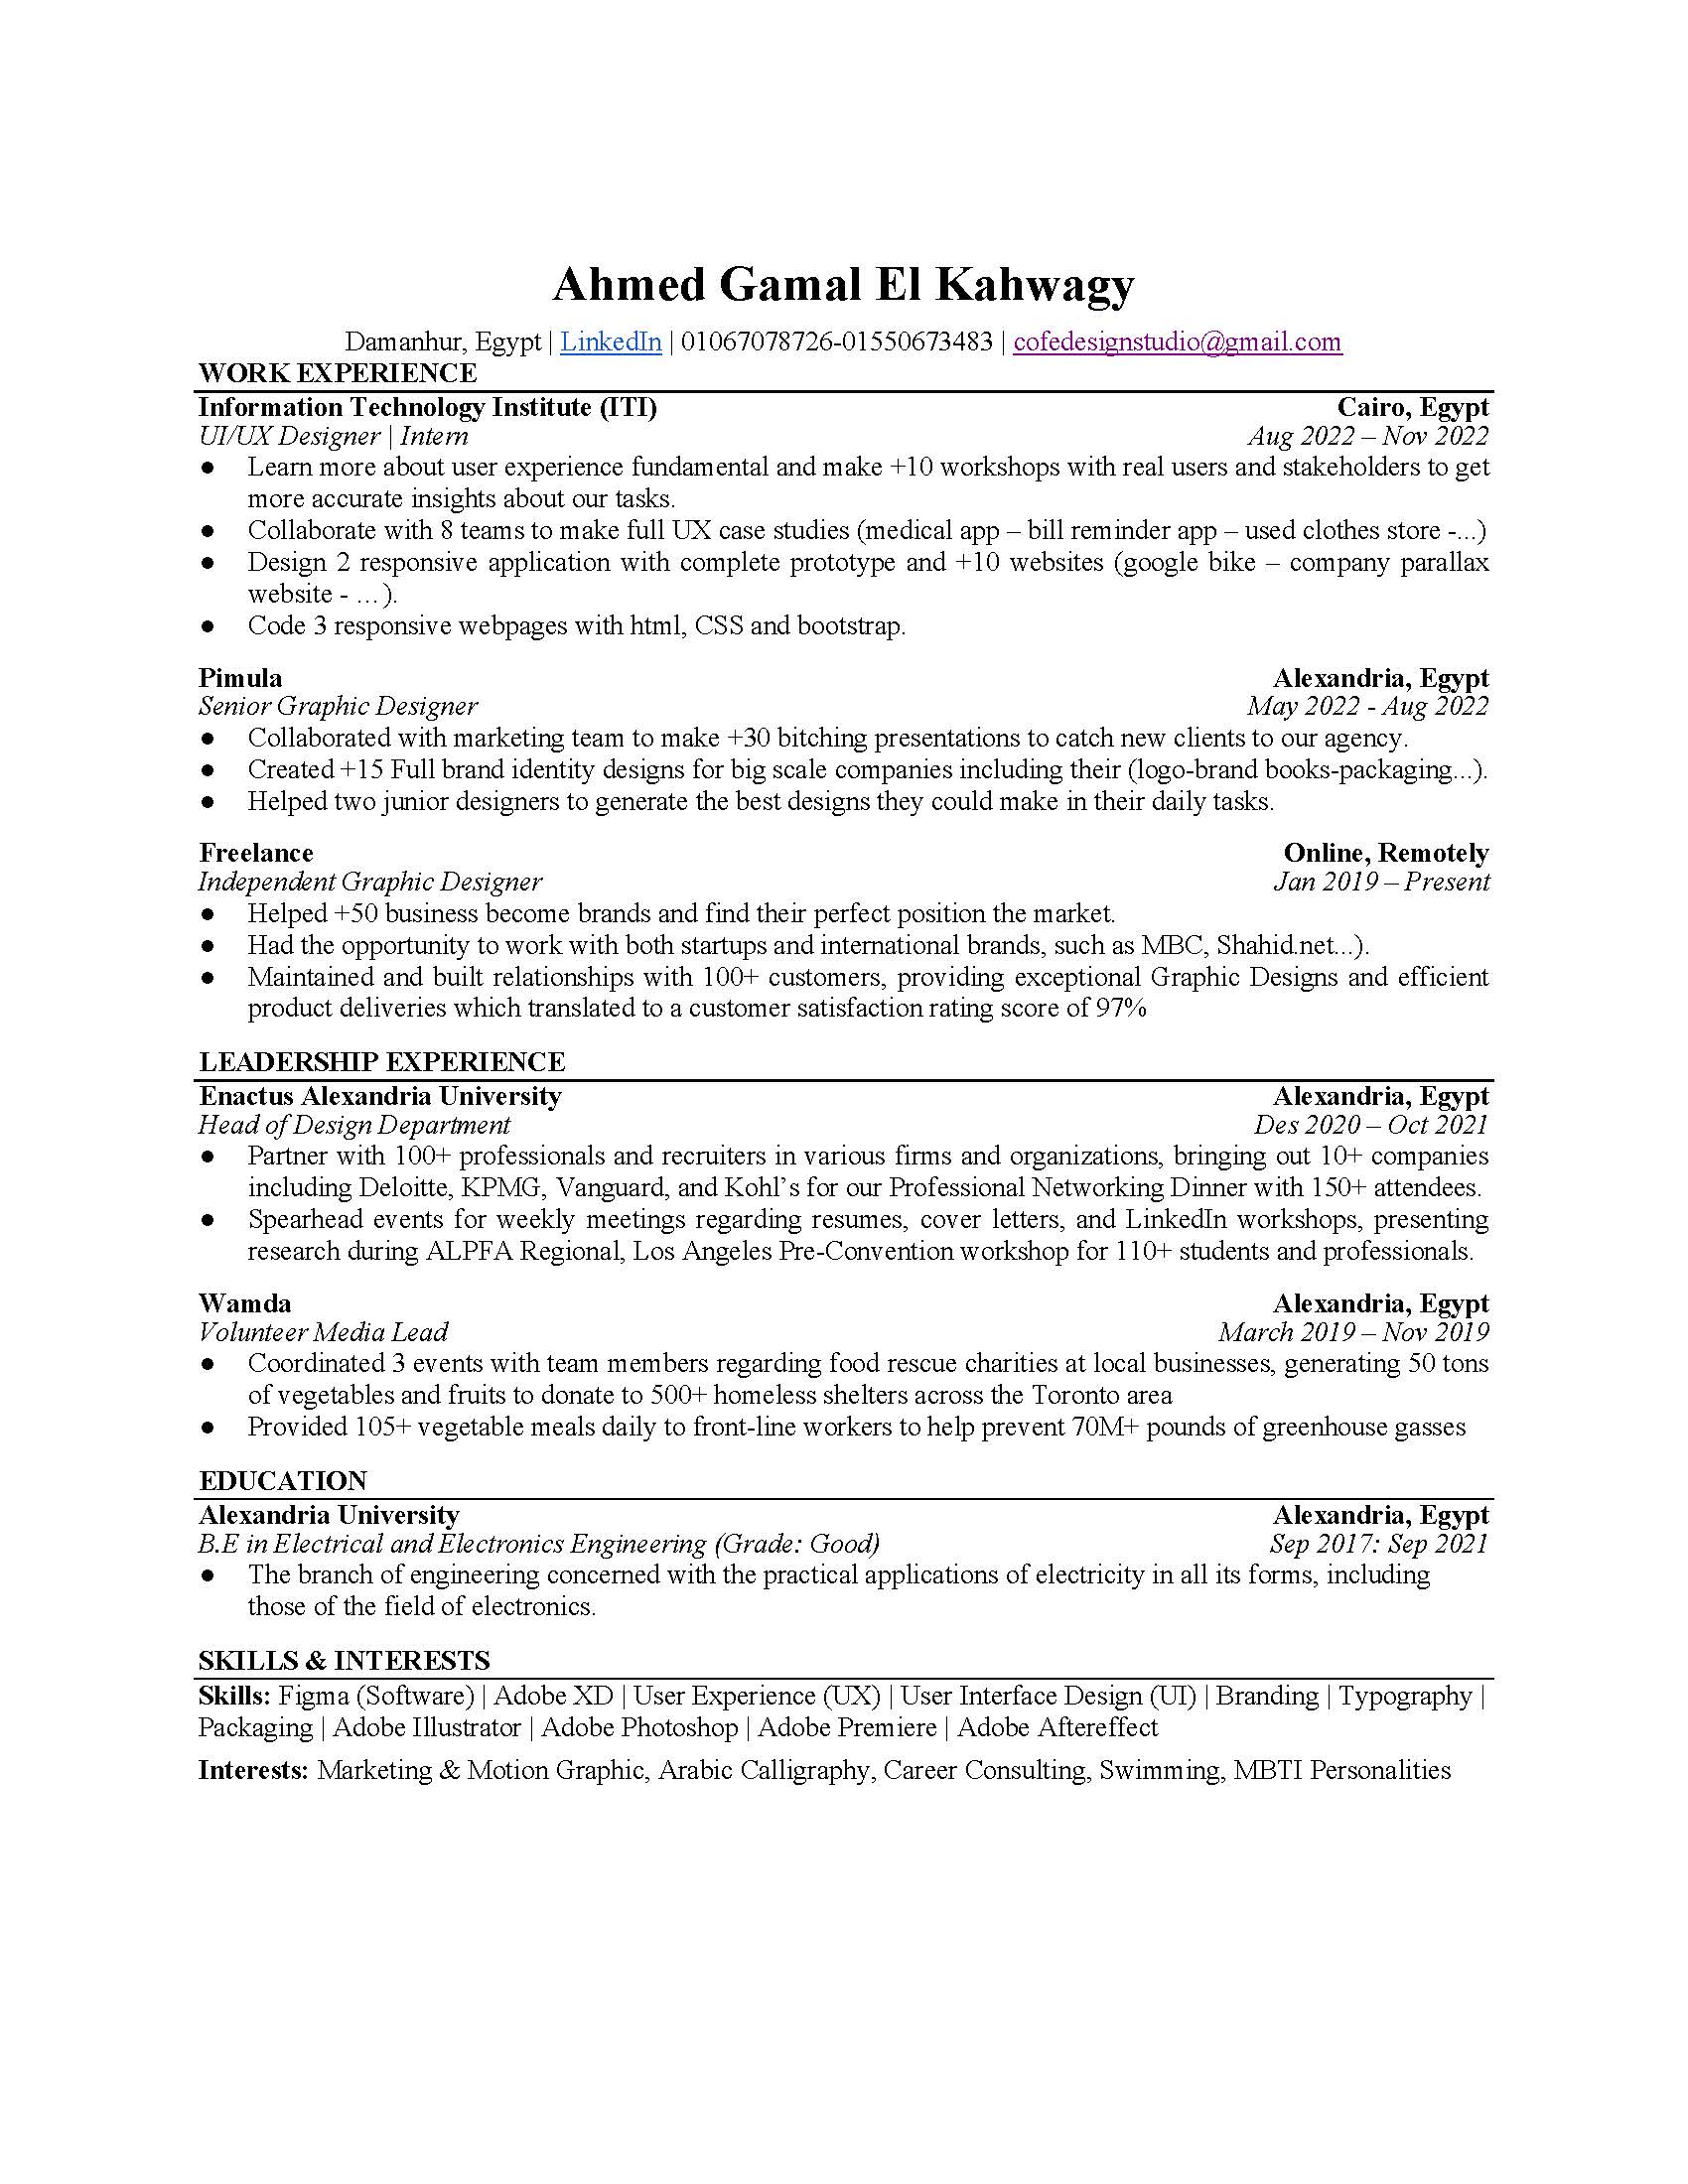 Ahmed Gamal El Kahwagy
Damanhur, Egypt | LinkedIn | 01067078726-01550673483 | cofedesignstudio@gmail.com
WORK EXPERIENCE
Information Technology Institute (ITI) Cairo, Egypt
UI/UX Designer | Intern Aug 2022 – Nov 2022
● Learn more about user experience fundamental and make +10 workshops with real users and stakeholders to get
more accurate insights about our tasks.
● Collaborate with 8 teams to make full UX case studies (medical app – bill reminder app – used clothes store -...)
● Design 2 responsive application with complete prototype and +10 websites (google bike – company parallax
website - …).
● Code 3 responsive webpages with html, CSS and bootstrap.
Pimula Alexandria, Egypt
Senior Graphic Designer May 2022 - Aug 2022
● Collaborated with marketing team to make +30 bitching presentations to catch new clients to our agency.
● Created +15 Full brand identity designs for big scale companies including their (logo-brand books-packaging...).
● Helped two junior designers to generate the best designs they could make in their daily tasks.
Freelance Online, Remotely
Independent Graphic Designer Jan 2019 – Present
● Helped +50 business become brands and find their perfect position the market.
● Had the opportunity to work with both startups and international brands, such as MBC, Shahid.net...).
● Maintained and built relationships with 100+ customers, providing exceptional Graphic Designs and efficient
product deliveries which translated to a customer satisfaction rating score of 97%
LEADERSHIP EXPERIENCE
Enactus Alexandria University Alexandria, Egypt
Head of Design Department Des 2020 – Oct 2021
● Partner with 100+ professionals and recruiters in various firms and organizations, bringing out 10+ companies
including Deloitte, KPMG, Vanguard, and Kohl’s for our Professional Networking Dinner with 150+ attendees.
● Spearhead events for weekly meetings regarding resumes, cover letters, and LinkedIn workshops, presenting
research during ALPFA Regional, Los Angeles Pre-Convention workshop for 110+ students and professionals.
Wamda Alexandria, Egypt
Volunteer Media Lead March 2019 – Nov 2019
● Coordinated 3 events with team members regarding food rescue charities at local businesses, generating 50 tons
of vegetables and fruits to donate to 500+ homeless shelters across the Toronto area
● Provided 105+ vegetable meals daily to front-line workers to help prevent 70M+ pounds of greenhouse gasses
EDUCATION
Alexandria University Alexandria, Egypt
B.E in Electrical and Electronics Engineering (Grade: Good) Sep 2017: Sep 2021
● The branch of engineering concerned with the practical applications of electricity in all its forms, including
those of the field of electronics.
SKILLS & INTERESTS
Skills: Figma (Software) | Adobe XD | User Experience (UX) | User Interface Design (UI) | Branding | Typography |
Packaging | Adobe Illustrator | Adobe Photoshop | Adobe Premiere | Adobe Aftereffect
Interests: Marketing & Motion Graphic, Arabic Calligraphy, Career Consulting, Swimming, MBTI Personalities